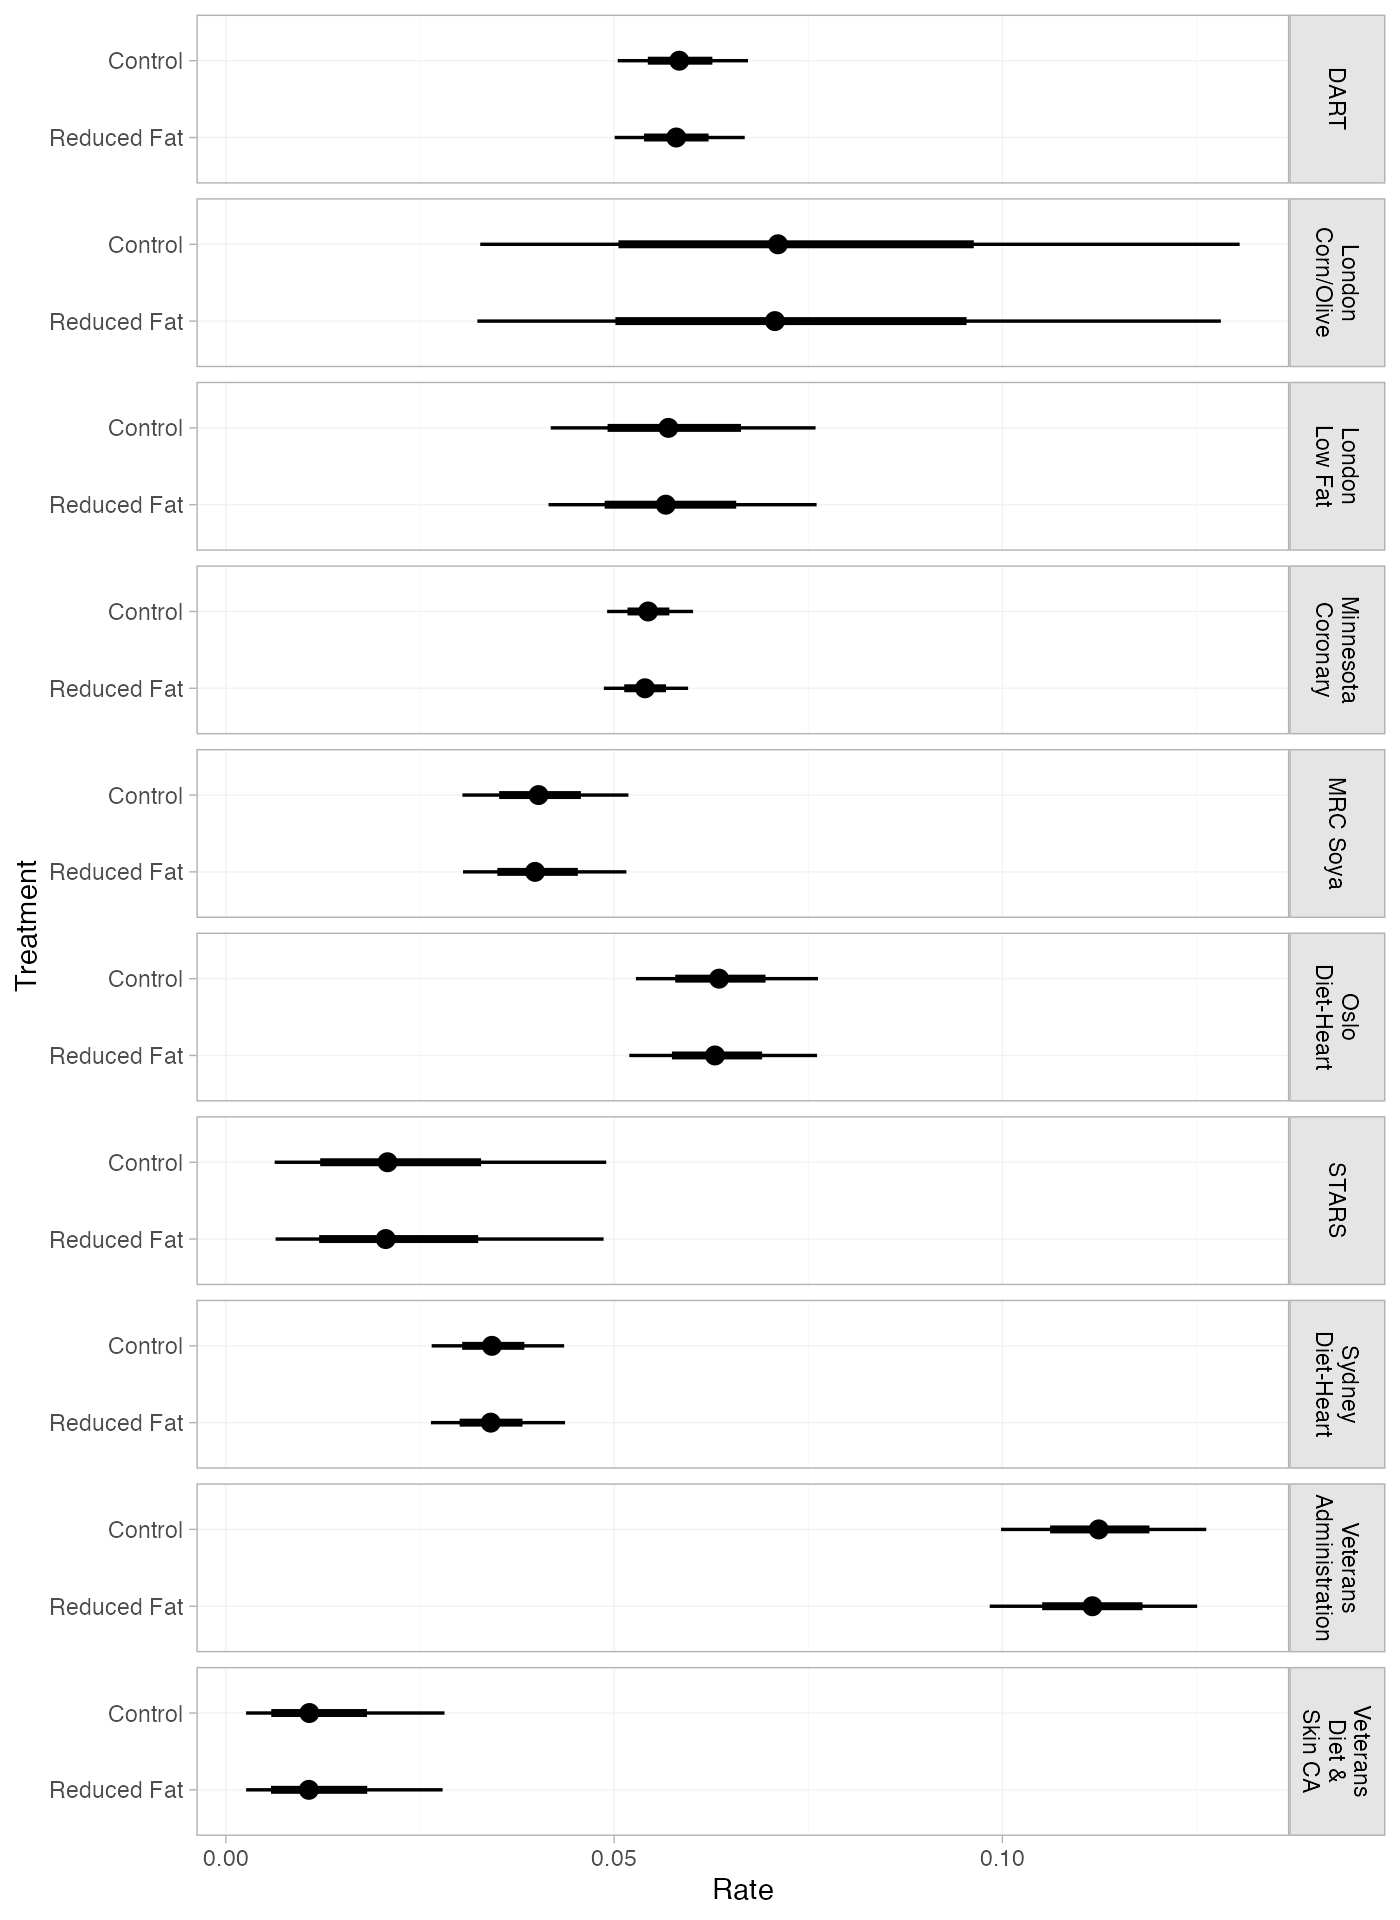 Control
Reduced Fat
DART
Control
Reduced Fat
London
Corn/Olive
Control
Reduced Fat
London
Low Fat
Control
Reduced Fat
Minnesota
Coronary
Control
Reduced Fat
MRC Soya
Control
Reduced Fat
Oslo
Diet-Heart
Control
Reduced Fat
STARS
Control
Reduced Fat
Sydney
Diet-Heart
Control
Reduced Fat
Veterans
Administration
Control
Reduced Fat
Veterans
Diet &
Skin CA
Treatment
0.00
0.05
0.10
Rate